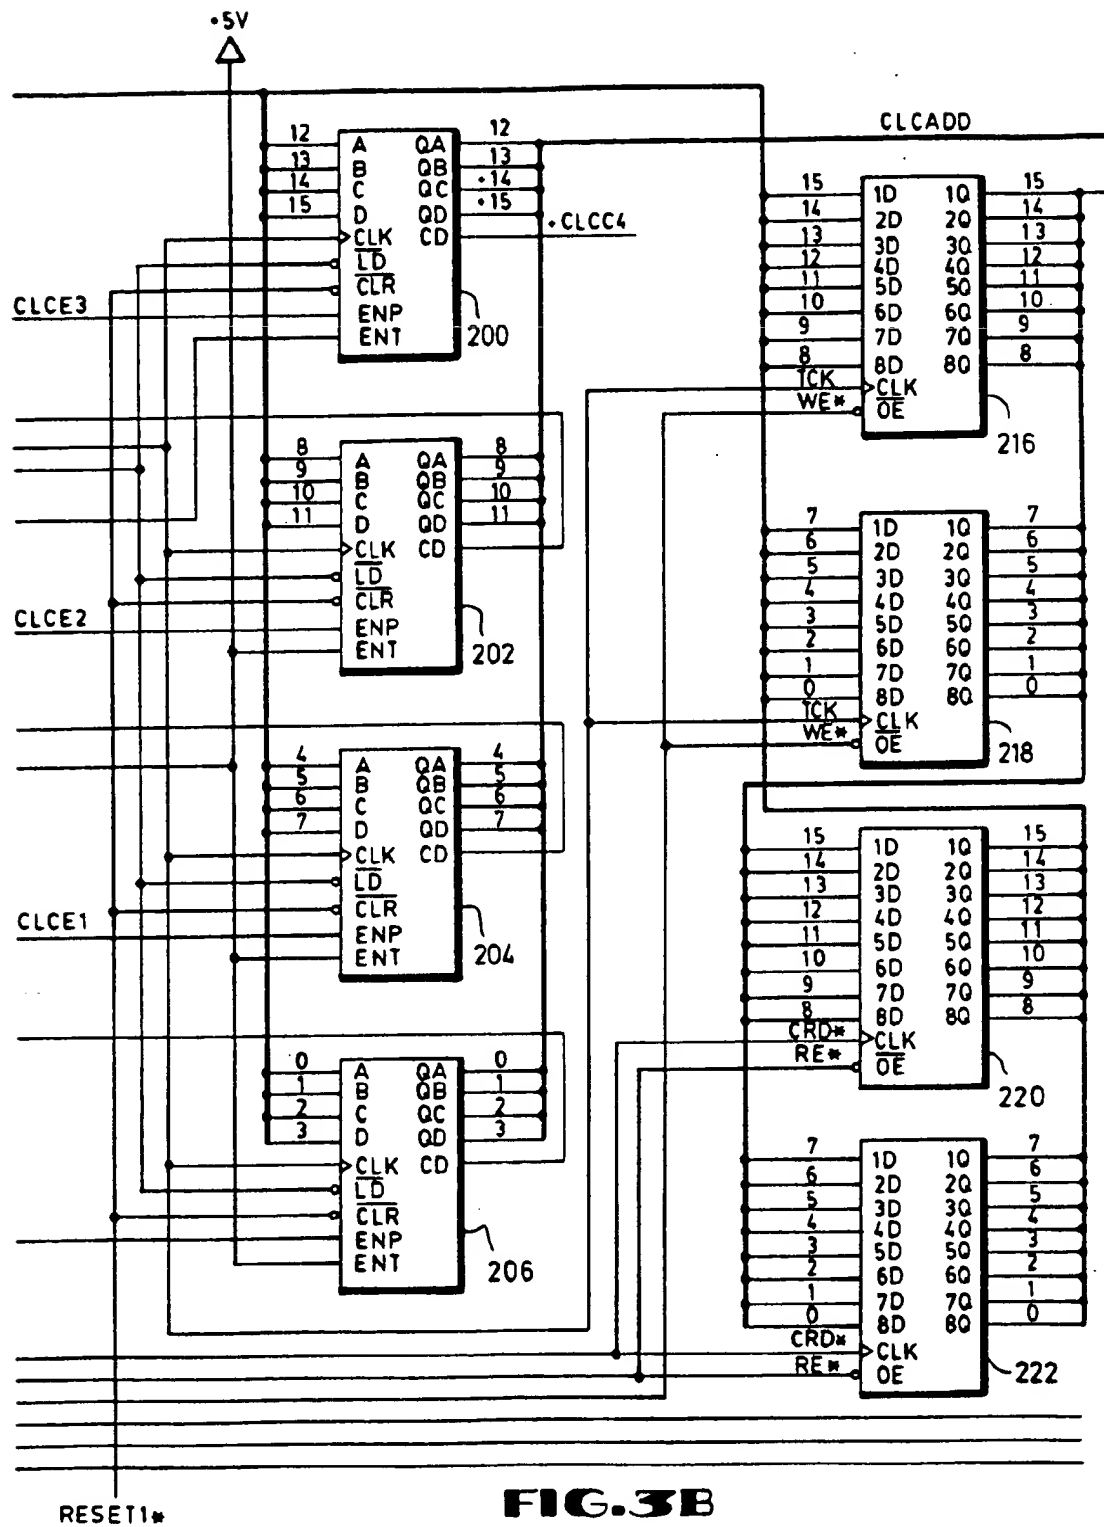 +5V
CLCADD
12 A QA 12
13 B QB 13
14 C QC •14
15 D QD •15
CLK CD •CLCC4
LD
CLR
CLCE3 ENP
ENT
200
8 A QA 8
9 B QB 9
10 C QC 10
11 D QD 11
CLK CD
LD
CLR
CLCE2 ENP
ENT
202
4 A QA 4
5 B QB 5
6 C QC 6
7 D QD 7
CLK CD
LD
CLR
CLCE1 ENP
ENT
204
0 A QA 0
1 B QB 1
2 C QC 2
3 D QD 3
CLK CD
LD
CLR
ENP
ENT
206
15 1D 1Q 15
14 2D 2Q 14
13 3D 3Q 13
12 4D 4Q 12
11 5D 5Q 11
10 6D 6Q 10
9 7D 7Q 9
8 8D 8Q 8
TCK CLK
WE* OE
216
7 1D 1Q 7
6 2D 2Q 6
5 3D 3Q 5
4 4D 4Q 4
3 5D 5Q 3
2 6D 6Q 2
1 7D 7Q 1
0 8D 8Q 0
TCK CLK
WE* OE
218
15 1D 1Q 15
14 2D 2Q 14
13 3D 3Q 13
12 4D 4Q 12
11 5D 5Q 11
10 6D 6Q 10
9 7D 7Q 9
8 8D 8Q 8
CRD* CLK
RE* OE
220
7 1D 1Q 7
6 2D 2Q 6
5 3D 3Q 5
4 4D 4Q 4
3 5D 5Q 3
2 6D 6Q 2
1 7D 7Q 1
0 8D 8Q 0
CRD* CLK
RE* OE
222
RESET1*
FIG.3B